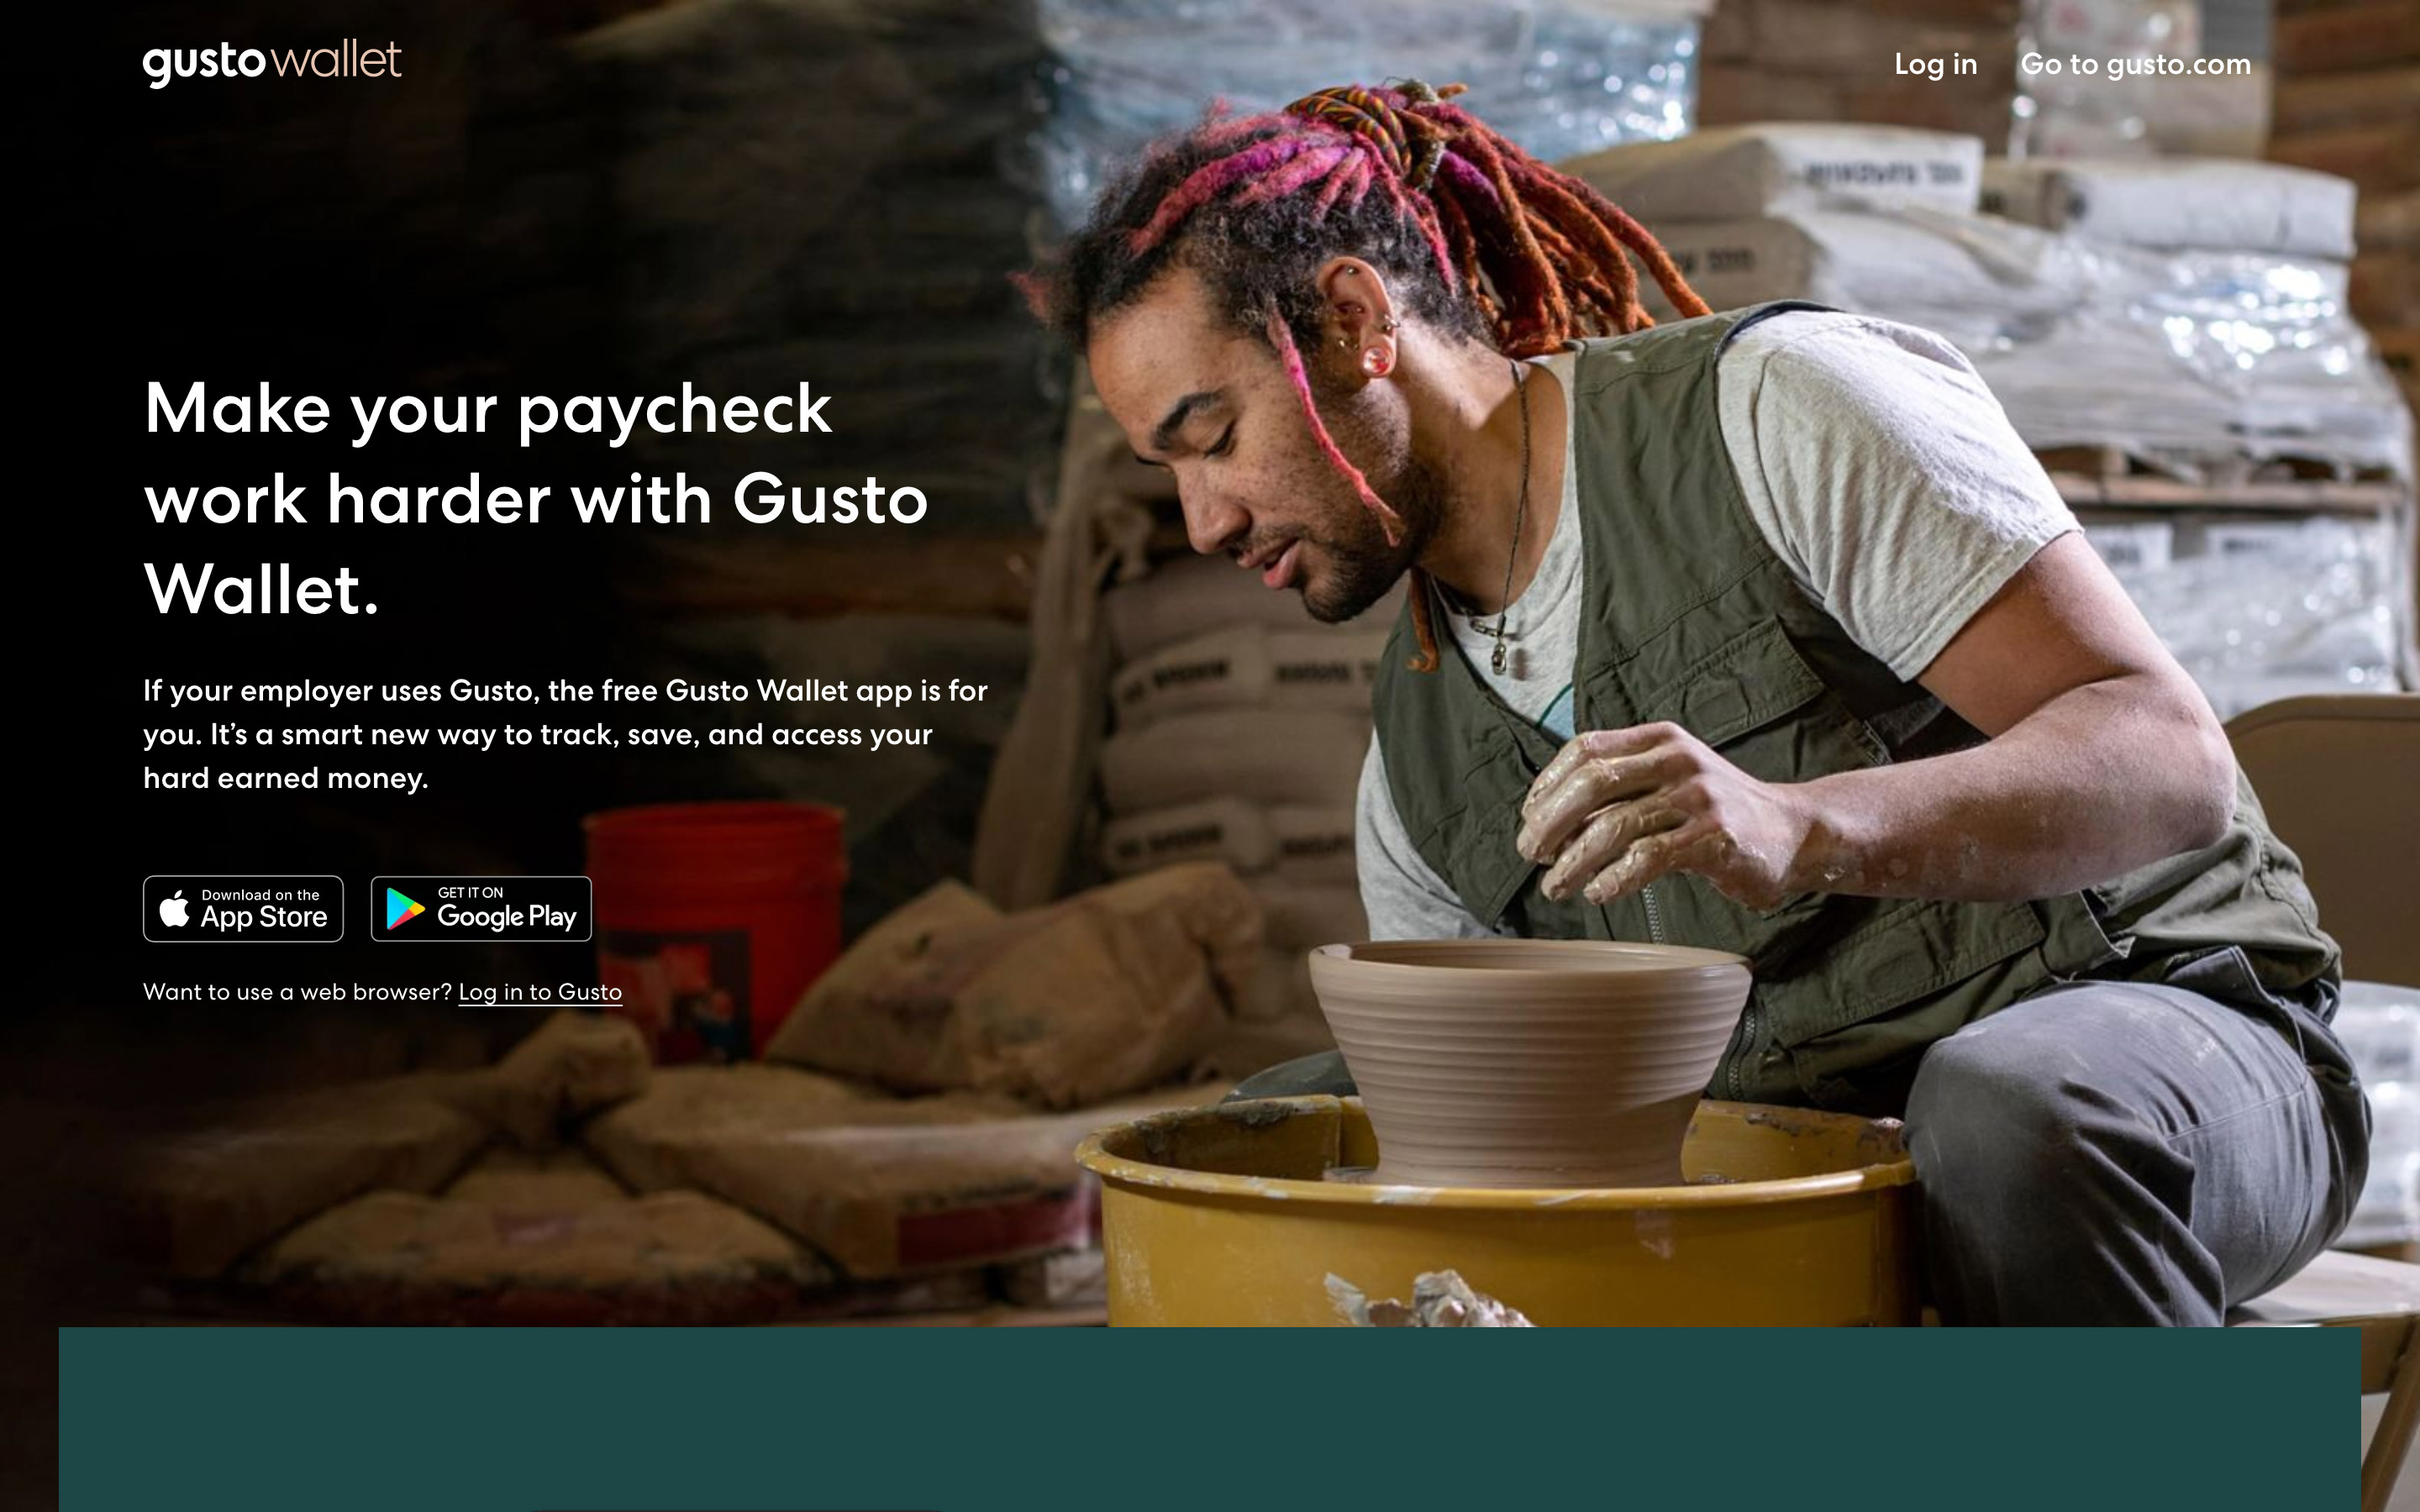 gusto wallet
Log in
Go to gusto.com
Make your paycheck
work harder with Gusto
Wallet.
If your employer uses Gusto, the free Gusto Wallet app is for
you. It’s a smart new way to track, save, and access your
hard earned money.
Download on the
App Store
GET IT ON
Google Play
Want to use a web browser? Log in to Gusto